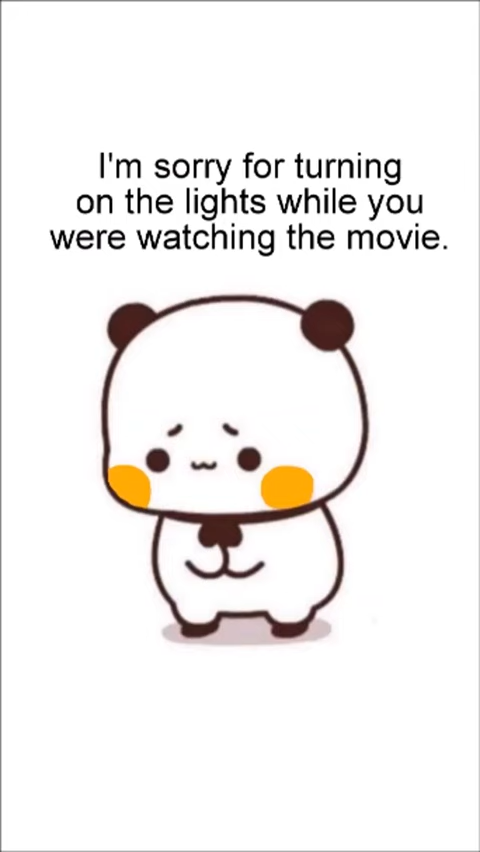 I'm sorry for turning
on the lights while you
were watching the movie.